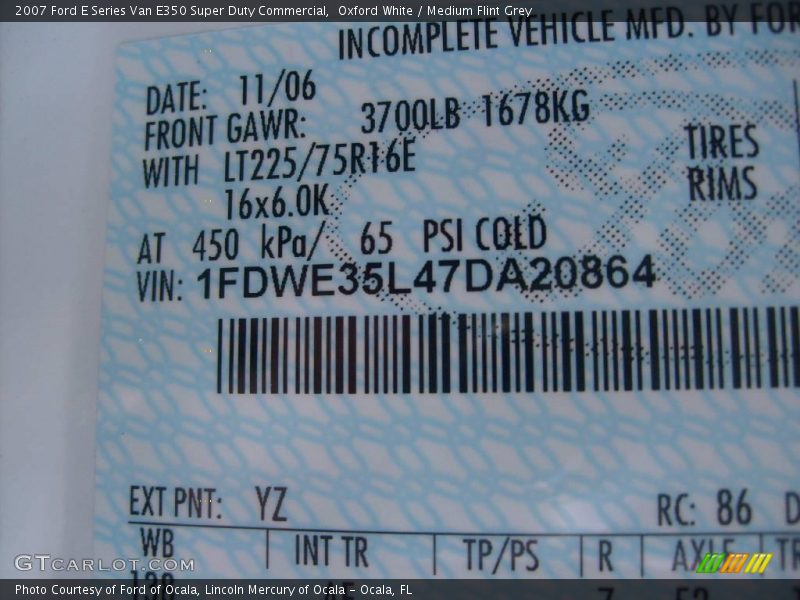 2007 Ford E Series Van E350 Super Duty Commercial,  Oxford White / Medium Flint Grey
INCOMPLETE VEHICLE MFD. BY FOR
DATE: 11/06
FRONT GAWR: 3700LB 1678KG
WITH LT225/75R16E TIRES
16x6.0K RIMS
AT 450 kPa/ 65 PSI COLD
VIN: 1FDWE35L47DA20864
EXT PNT: YZ RC: 86 D
WB INT TR TP/PS R AXLE TR
138
GTCARLOT.COM
Photo Courtesy of Ford of Ocala, Lincoln Mercury of Ocala - Ocala, FL